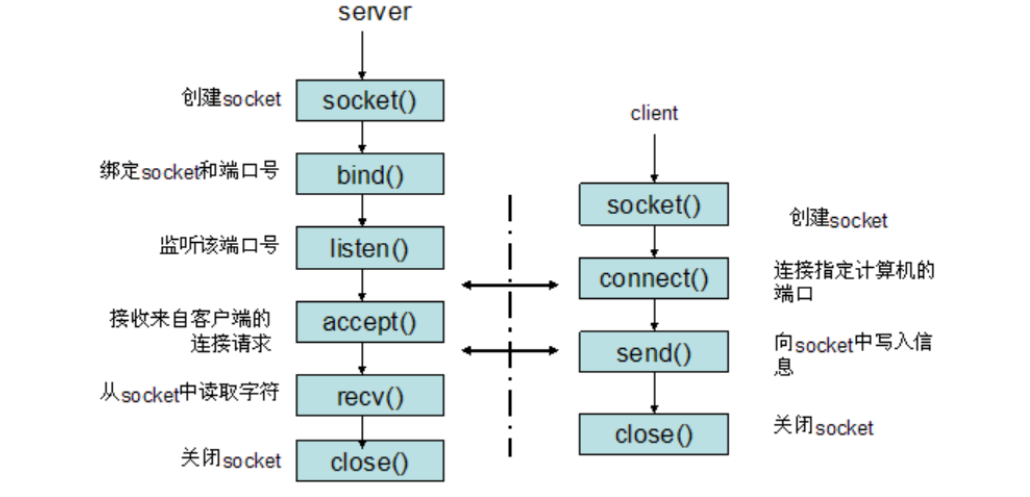 server
创建socket
socket()
绑定socket和端口号
bind()
监听该端口号
listen()
接收来自客户端的
连接请求
accept()
从socket中读取字符
recv()
关闭socket
close()
client
socket()
创建socket
connect()
连接指定计算机的
端口
send()
向socket中写入信
息
close()
关闭socket